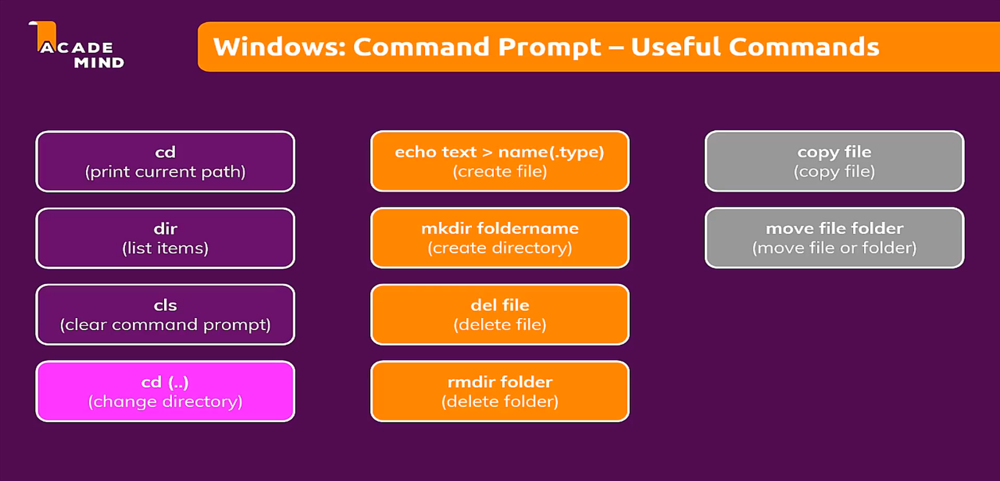 ACADE
MIND
Windows: Command Prompt – Useful Commands
cd
(print current path)
dir
(list items)
cls
(clear command prompt)
cd (..)
(change directory)
echo text > name(.type)
(create file)
mkdir foldername
(create directory)
del file
(delete file)
rmdir folder
(delete folder)
copy file
(copy file)
move file folder
(move file or folder)